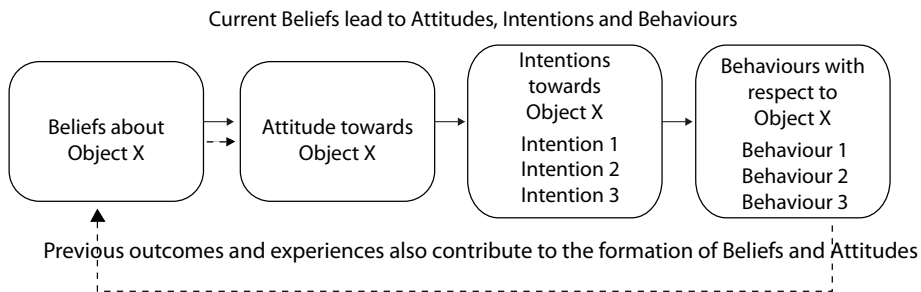 Current Beliefs lead to Attitudes, Intentions and Behaviours
Beliefs about
Object X
Attitude towards
Object X
Intentions
towards
Object X
Intention 1
Intention 2
Intention 3
Behaviours with
respect to
Object X
Behaviour 1
Behaviour 2
Behaviour 3
Previous outcomes and experiences also contribute to the formation of Beliefs and Attitudes